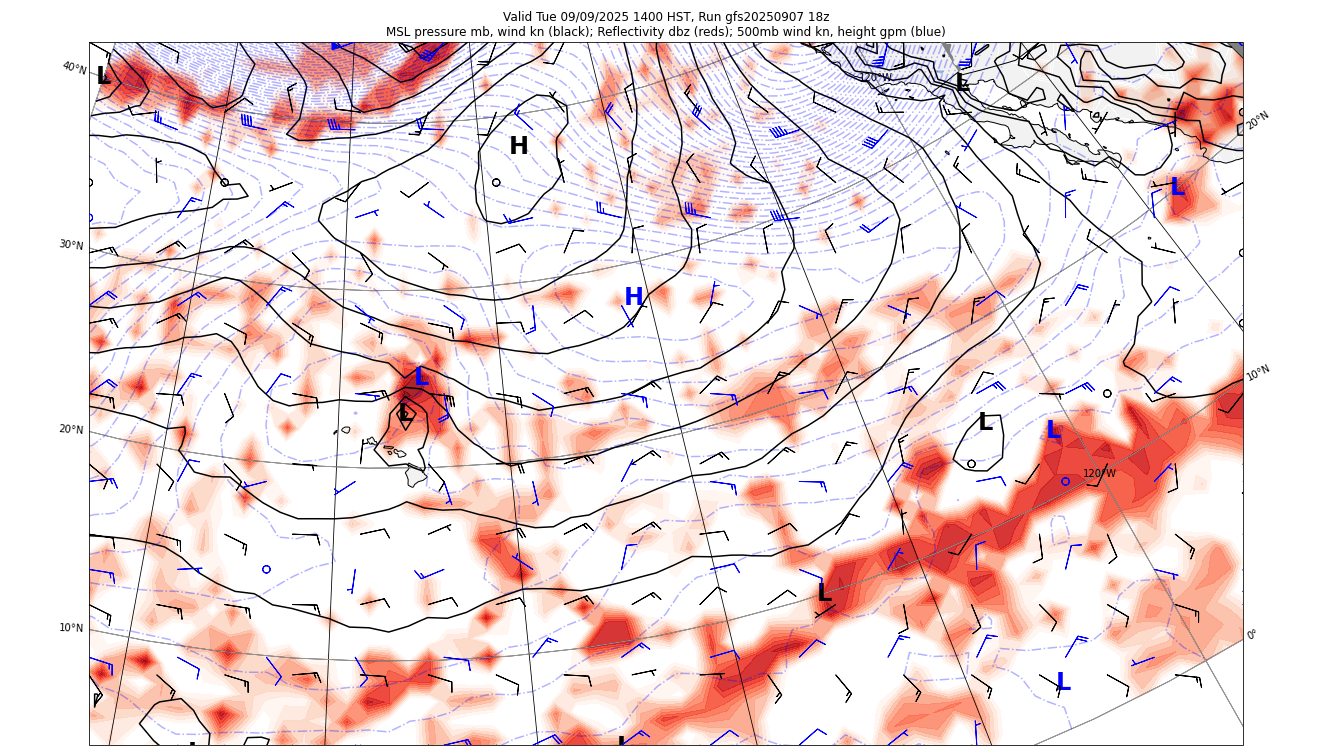 Valid Tue 09/09/2025 1400 HST, Run gfs20250907 18z
MSL pressure mb, wind kn (black); Reflectivity dbz (reds); 500mb wind kn, height gpm (blue)
40°N
L
120°W
L
20°N
H
L
30°N
H
L
10°N
20°N
L
L
L
120°W
L
10°N
0°
L
L